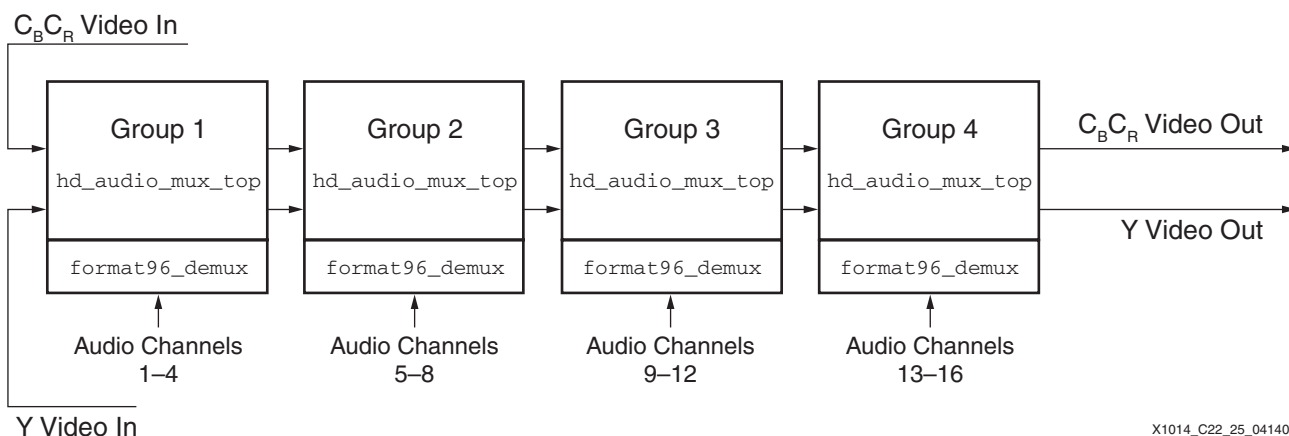 CBCR Video In
Group 1
Group 2
Group 3
Group 4
CBCR Video Out
hd_audio_mux_top
hd_audio_mux_top
hd_audio_mux_top
hd_audio_mux_top
Y Video Out
format96_demux
format96_demux
format96_demux
format96_demux
Audio Channels
1–4
Audio Channels
5–8
Audio Channels
9–12
Audio Channels
13–16
Y Video In
X1014_C22_25_04140